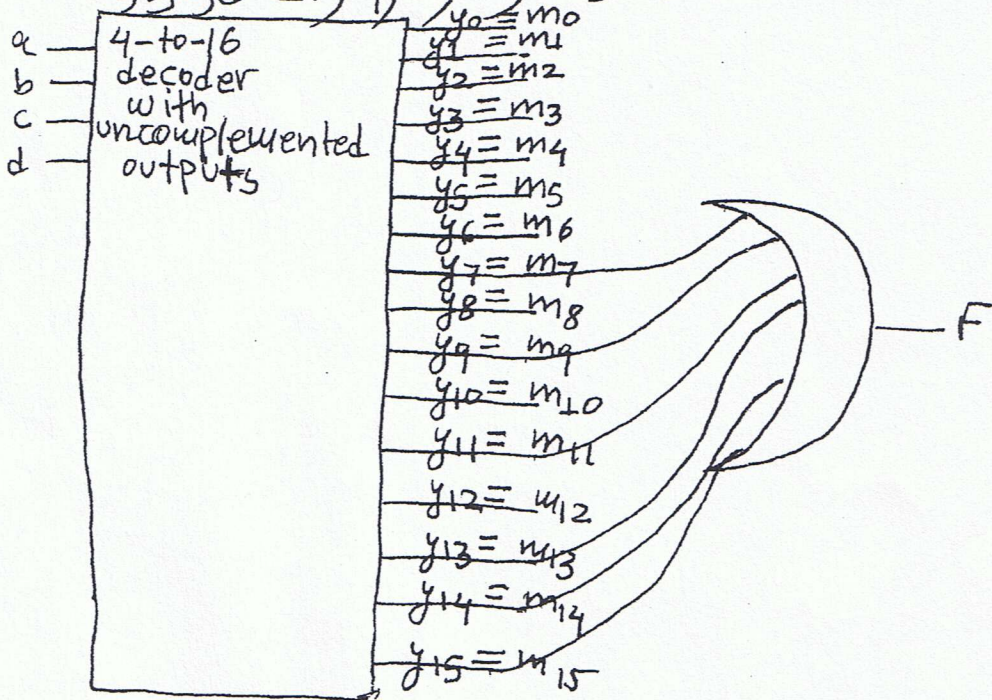 y0 = m0
a 4-to-16 y1 = m1
b decoder y2 = m2
c with y3 = m3
uncomplemented
d outputs y4 = m4
y5 = m5
y6 = m6
y7 = m7
y8 = m8
y9 = m9 F
y10 = m10
y11 = m11
y12 = m12
y13 = m13
y14 = m14
y15 = m15